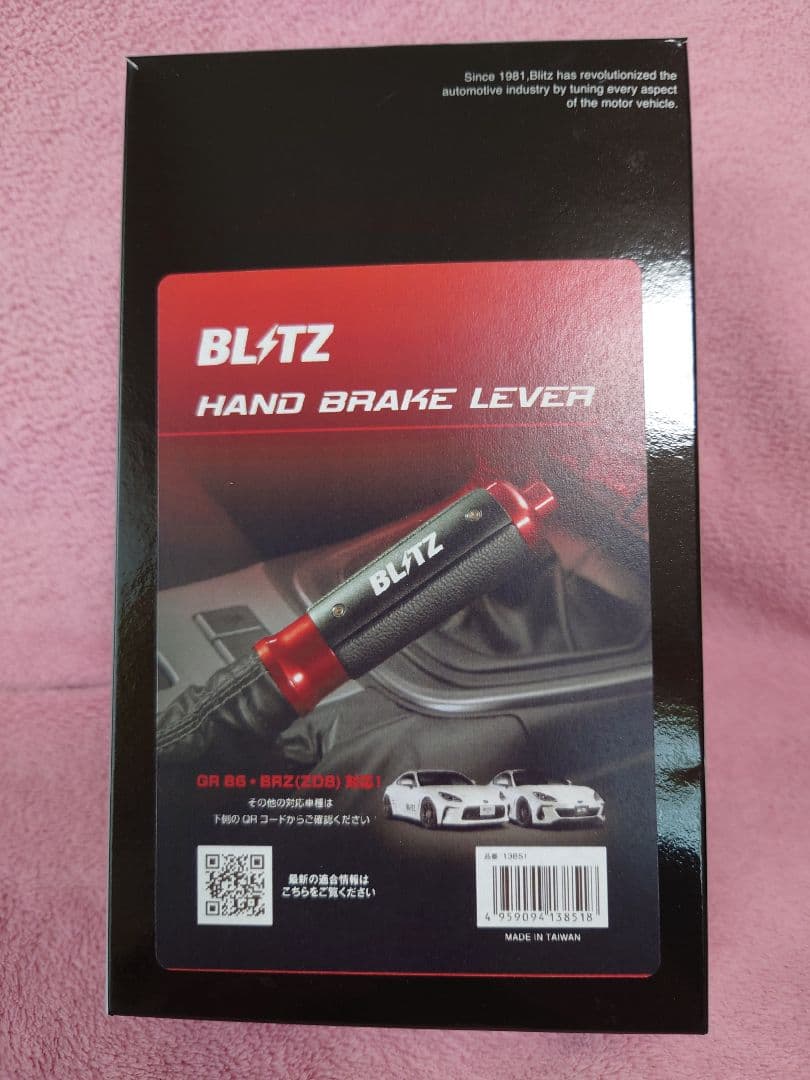 Since 1981,Blitz has revolutionized the
automotive industry by tuning every aspect
of the motor vehicle.
BLITZ
HAND BRAKE LEVER
BLITZ
GR 86・BRZ(ZD8) 対応！
その他の対応車種は
下側のQRコードからご確認ください
BLITZ
最新の適合情報は
こちらをご覧ください
品番 13851
4 959094 138518
MADE IN TAIWAN